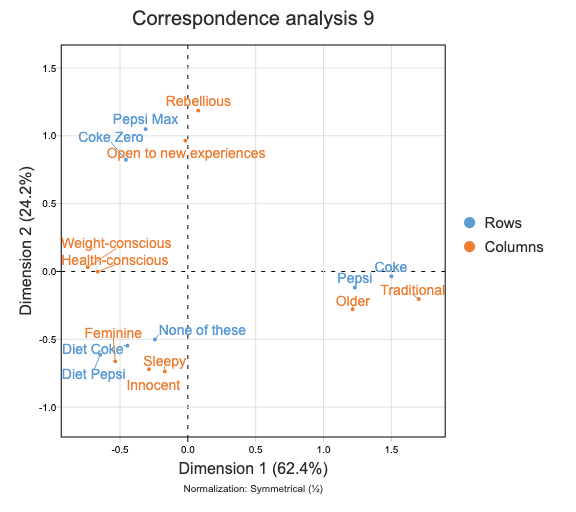 Correspondence analysis 9
1.5
Rebellious
Pepsi Max
1.0
Coke Zero
Open to new experiences
0.5
Rows
Weight-conscious
Columns
Health-conscious
Coke
0.0
Pepsi
Traditional
Older
Dimension 2 (24.2%)
None of these
Feminine
-0.5
Diet Coke
Sleepy
Diet Pepsi
Innocent
-1.0
-0.5 0.0 0.5 1.0 1.5
Dimension 1 (62.4%)
Normalization: Symmetrical (½)